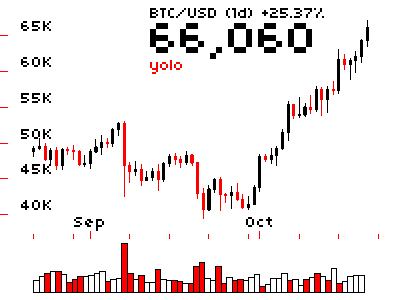 BTC/USD (1d) +25.37%
66,060
yolo
65K
60K
55K
50K
45K
40K
Sep Oct